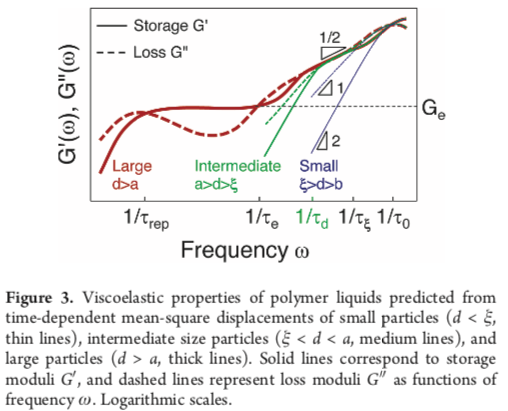 G'(ω), G"(ω)
Storage G'
Loss G"
1/2
1
2
Gₑ
Large
d>a
Intermediate
a>d>ξ
Small
ξ>d>b
1/τrep
1/τe
1/τd
1/τξ
1/τ0
Frequency ω
Figure 3. Viscoelastic properties of polymer liquids predicted from
time-dependent mean-square displacements of small particles (d < ξ,
thin lines), intermediate size particles (ξ < d < a, medium lines), and
large particles (d > a, thick lines). Solid lines correspond to storage
moduli G′, and dashed lines represent loss moduli G″ as functions of
frequency ω. Logarithmic scales.